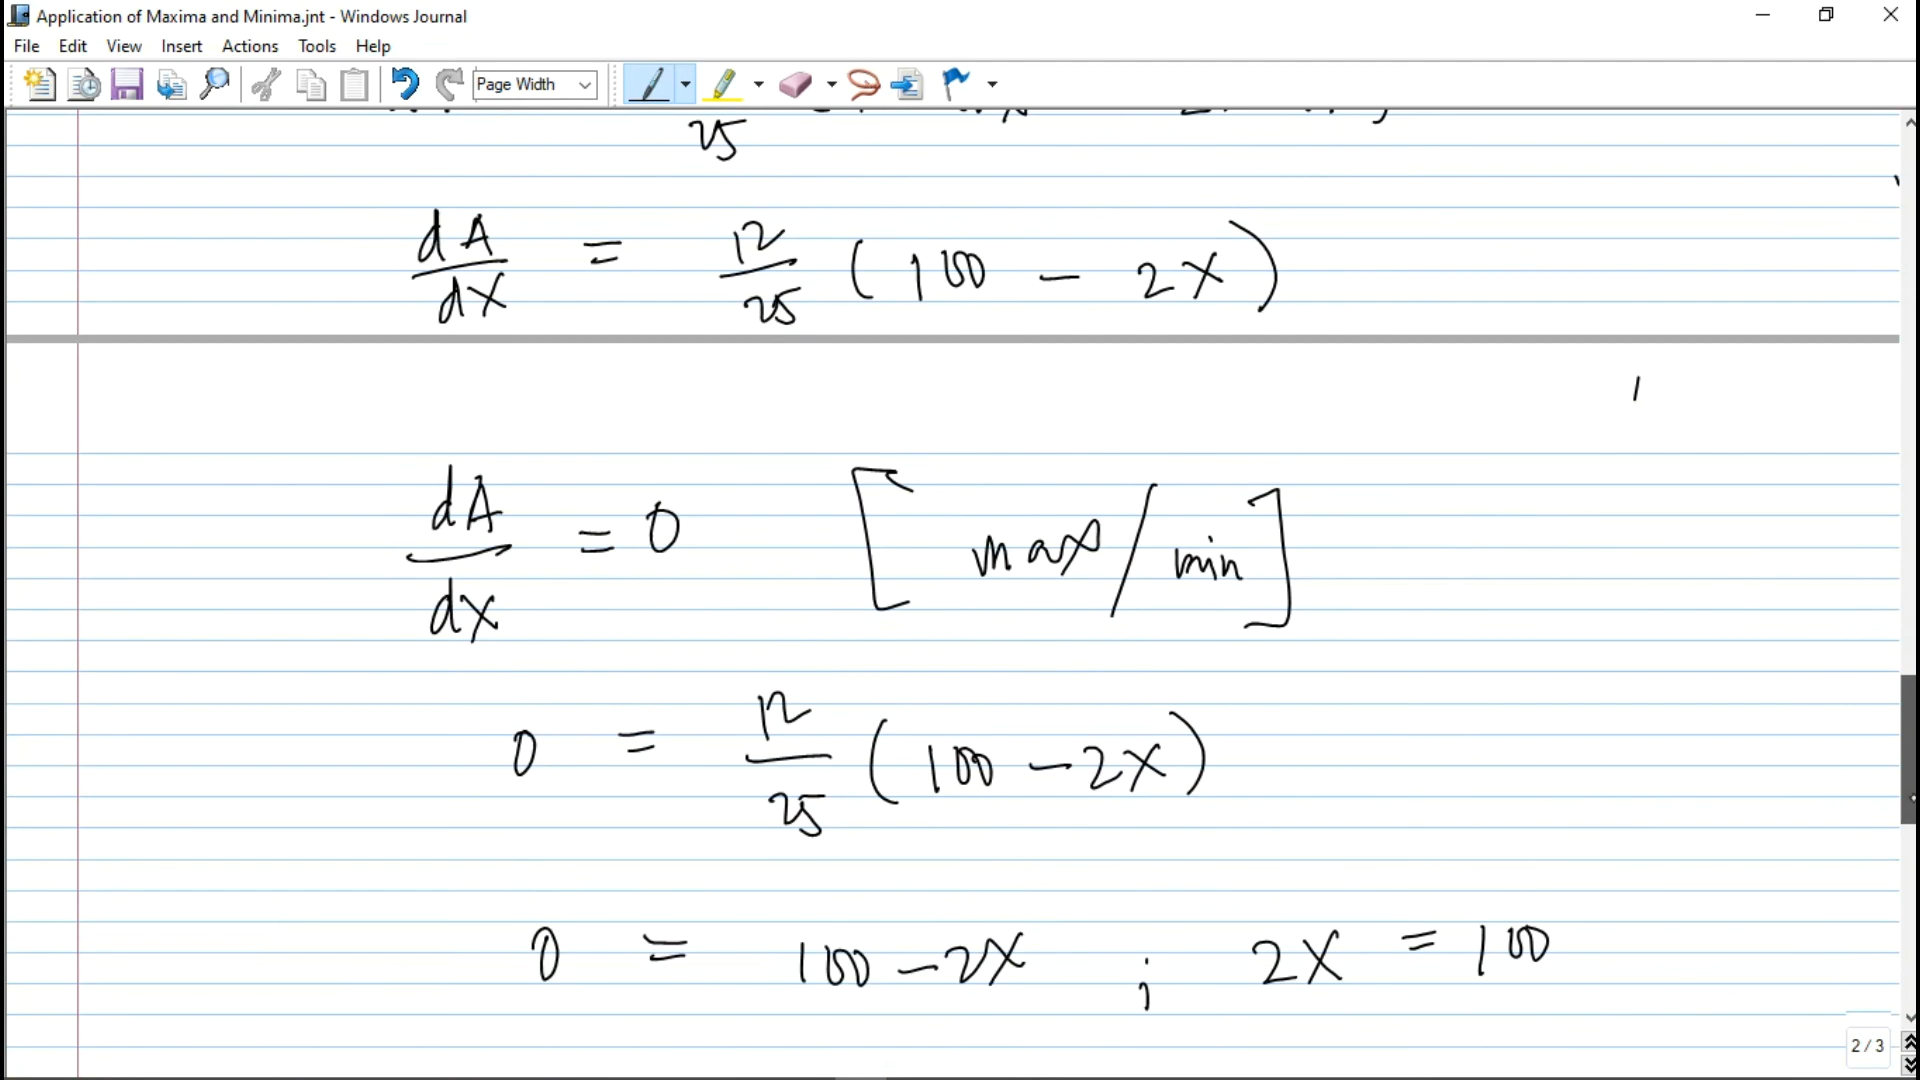 Application of Maxima and Minima.jnt - Windows Journal
File Edit View Insert Actions Tools Help
Page Width
25
dA/dx = 12/25 (100 - 2x)
dA/dx = 0 [max/min]
0 = 12/25 (100 - 2x)
0 = 100 - 2x ; 2x = 100
2 / 3